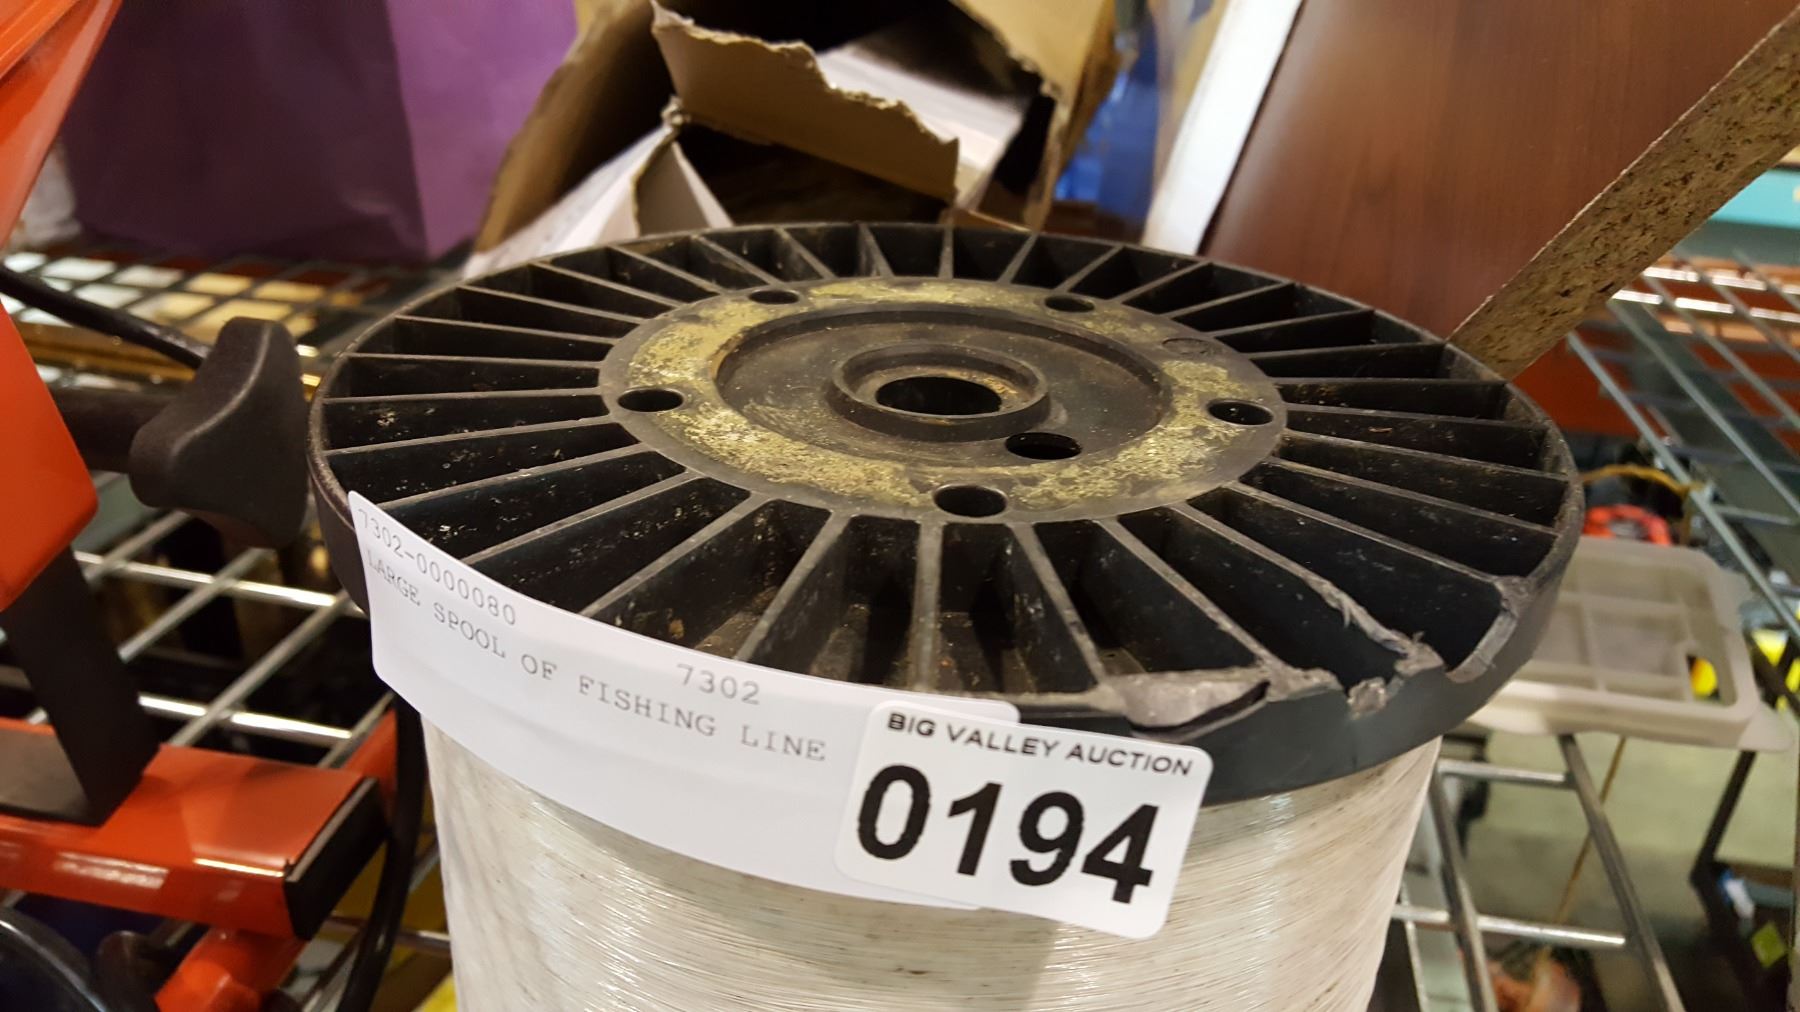 7302-0000080
LARGE SPOOL OF FISHING LINE
7302
BIG VALLEY AUCTION
0194